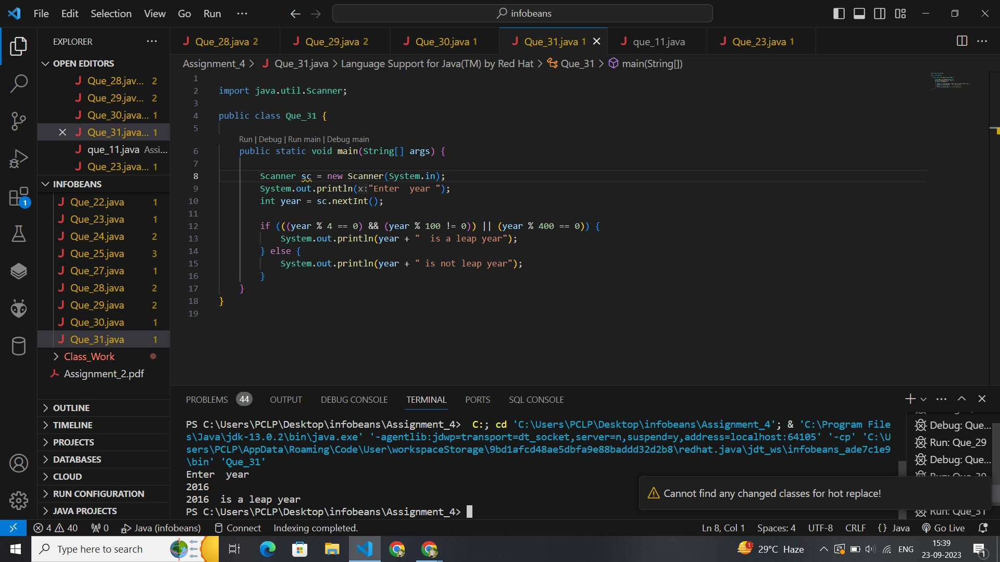 File Edit Selection View Go Run ···
infobeans
EXPLORER ···
Que_28.java 2 Que_29.java 2 Que_30.java 1 Que_31.java 1 que_11.java Que_23.java 1
Assignment_4 > Que_31.java > Language Support for Java(TM) by Red Hat > Que_31 > main(String[])
OPEN EDITORS
Que_28.jav... 2
Que_29.jav... 2
Que_30.java... 1
Que_31.java... 1
que_11.java Assi...
Que_23.java... 1
INFOBEANS
Que_22.java 1
Que_23.java 1
Que_24.java 2
Que_25.java 3
Que_27.java 1
Que_28.java 2
Que_29.java 2
Que_30.java 1
Que_31.java 1
Class_Work
Assignment_2.pdf
OUTLINE
TIMELINE
PROJECTS
DATABASES
CLOUD
RUN CONFIGURATION
JAVA PROJECTS
1
1
2 import java.util.Scanner;
3
4 public class Que_31 {
5
Run | Debug | Run main | Debug main
6 public static void main(String[] args) {
7
8 Scanner sc = new Scanner(System.in);
9 System.out.println(x:"Enter  year ");
10 int year = sc.nextInt();
11
12 if (((year % 4 == 0) && (year % 100 != 0)) || (year % 400 == 0)) {
13 System.out.println(year + "  is a leap year");
14 } else {
15 System.out.println(year + " is not leap year");
16 }
17 }
18 }
19
PROBLEMS 44 OUTPUT DEBUG CONSOLE TERMINAL PORTS SQL CONSOLE
PS C:\Users\PCLP\Desktop\infobeans\Assignment_4>  C:; cd 'C:\Users\PCLP\Desktop\infobeans\Assignment_4'; & 'C:\Program File
s\Java\jdk-13.0.2\bin\java.exe' '-agentlib:jdwp=transport=dt_socket,server=n,suspend=y,address=localhost:64105' '-cp' 'C:\U
sers\PCLP\AppData\Roaming\Code\User\workspaceStorage\9bd1afcd48ae5dbfa9e88baddd32d2b8\redhat.java\jdt_ws\infobeans_ade7c1e9
\bin' 'Que_31'
Enter  year
2016
2016  is a leap year
PS C:\Users\PCLP\Desktop\infobeans\Assignment_4>
Debug: Que...
Run: Que_29
Debug: Que...
Run: Que_30
Cannot find any changed classes for hot replace!
Run: Que_31
4 40 0 Java (infobeans) Connect Indexing completed.
Ln 8, Col 1 Spaces: 4 UTF-8 CRLF {} Java Go Live
Type here to search
1 29°C Haze ENG
15:39
23-09-2023
1